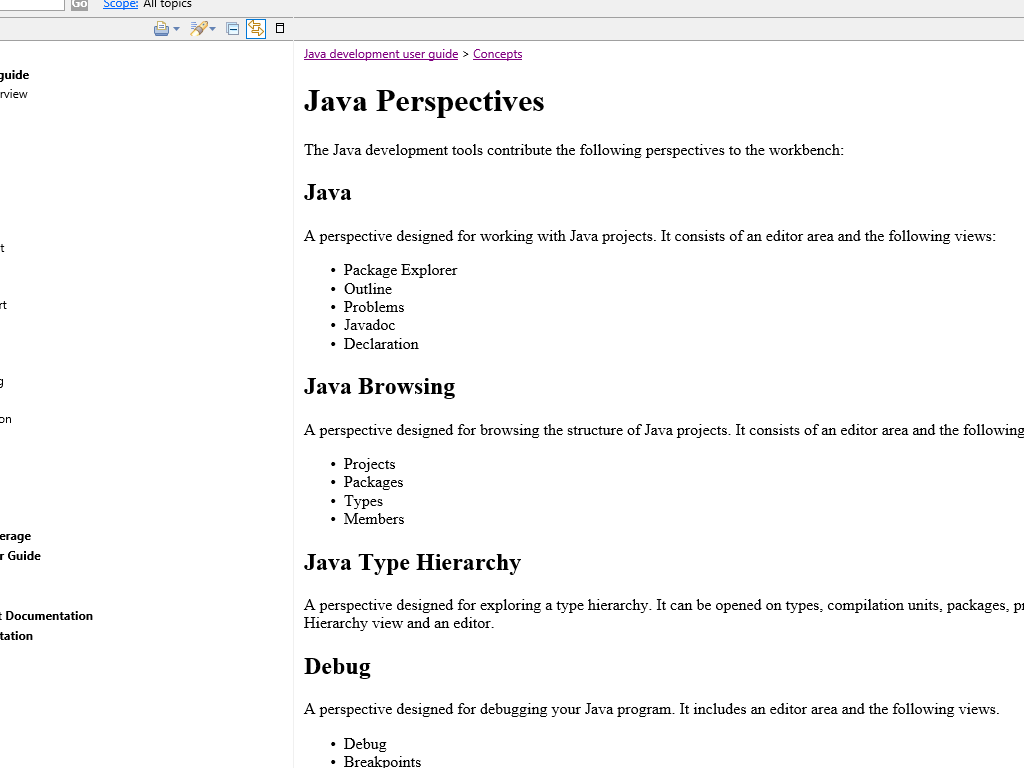 Go Scope: All topics
Java development user guide > Concepts
guide
rview
t
rt
g
on
erage
r Guide
t Documentation
tation
Java Perspectives
The Java development tools contribute the following perspectives to the workbench:
Java
A perspective designed for working with Java projects. It consists of an editor area and the following views:
• Package Explorer
• Outline
• Problems
• Javadoc
• Declaration
Java Browsing
A perspective designed for browsing the structure of Java projects. It consists of an editor area and the following
• Projects
• Packages
• Types
• Members
Java Type Hierarchy
A perspective designed for exploring a type hierarchy. It can be opened on types, compilation units, packages, pr
Hierarchy view and an editor.
Debug
A perspective designed for debugging your Java program. It includes an editor area and the following views.
• Debug
• Breakpoints